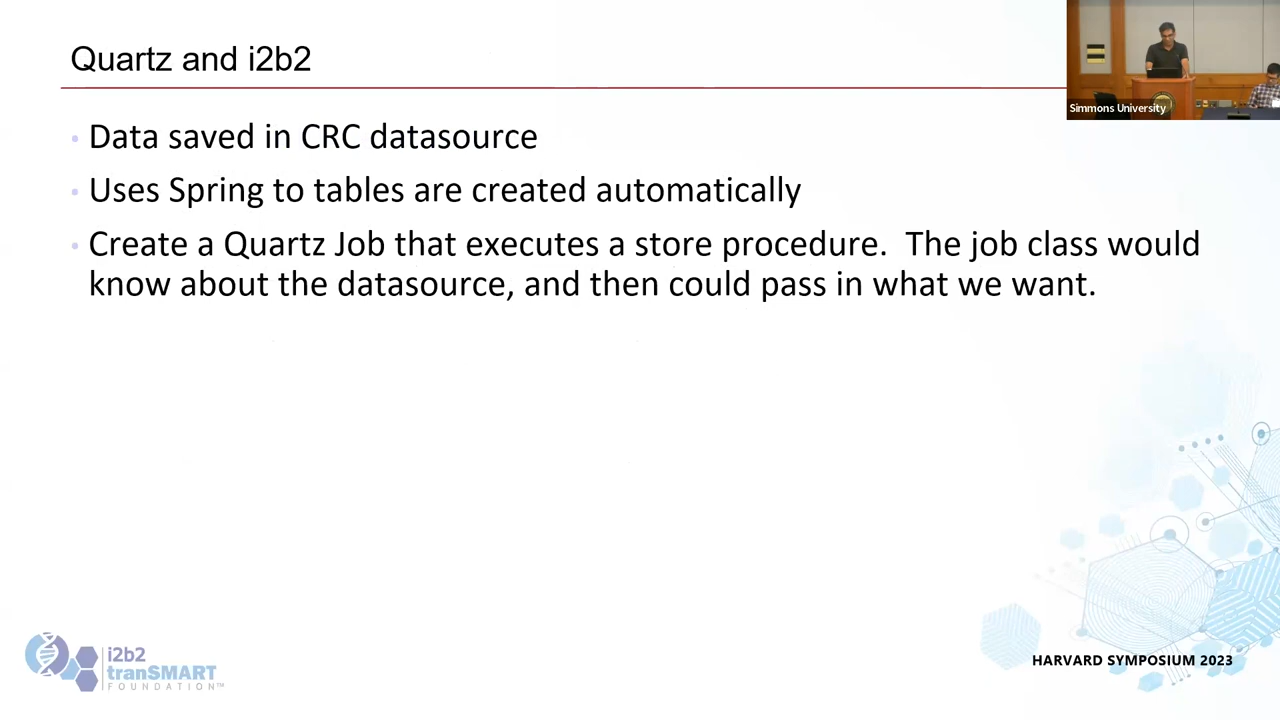 Quartz and i2b2
Simmons University
Data saved in CRC datasource
Uses Spring to tables are created automatically
Create a Quartz Job that executes a store procedure.  The job class would
know about the datasource, and then could pass in what we want.
i2b2
tranSMART
FOUNDATION™
HARVARD SYMPOSIUM 2023